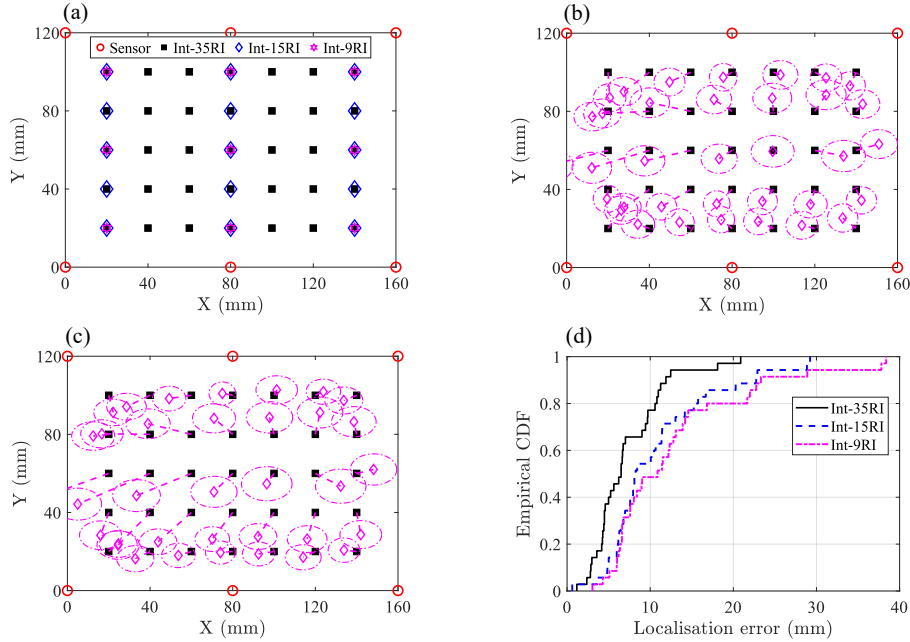 (a)
120
Sensor Int-35RI Int-15RI Int-9RI
80
Y (mm)
40
0
0 40 80 120 160
X (mm)
(b)
120
80
Y (mm)
40
0
0 40 80 120 160
X (mm)
(c)
120
80
Y (mm)
40
0
0 40 80 120 160
X (mm)
(d)
1
0.8
Int-35RI
Int-15RI
Int-9RI
0.6
Empirical CDF
0.4
0.2
0
0 10 20 30 40
Localisation error (mm)